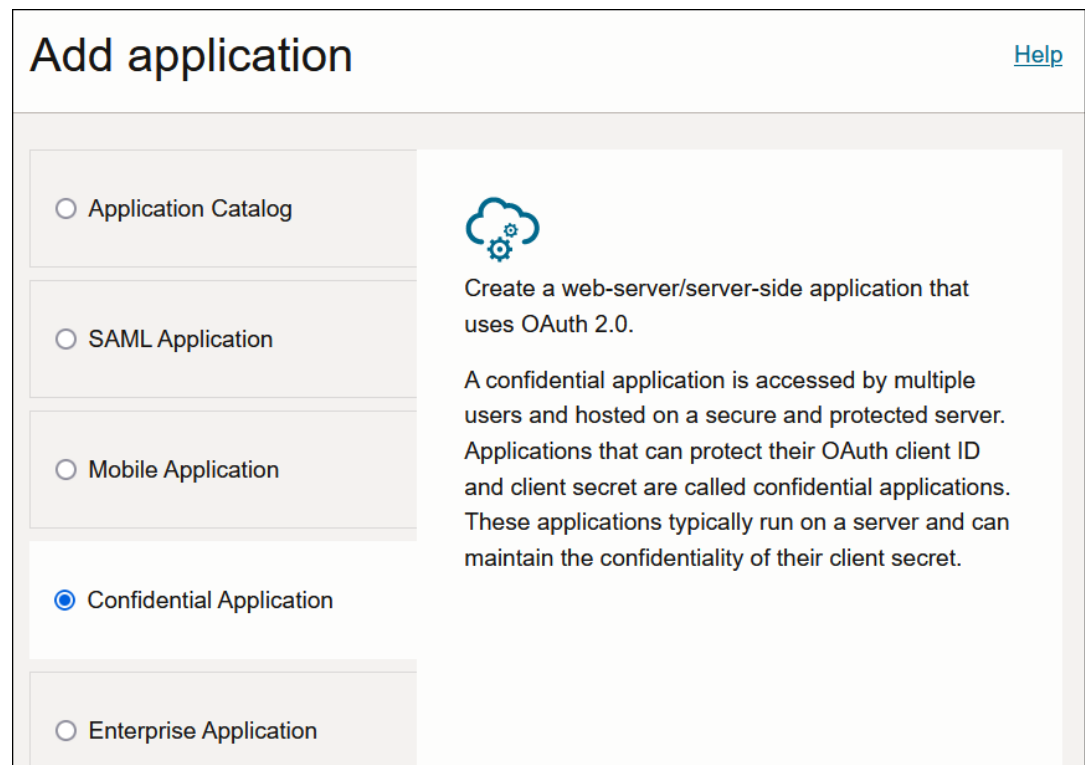 Add application
Help
Application Catalog
SAML Application
Mobile Application
Confidential Application
Enterprise Application
Create a web-server/server-side application that
uses OAuth 2.0.
A confidential application is accessed by multiple
users and hosted on a secure and protected server.
Applications that can protect their OAuth client ID
and client secret are called confidential applications.
These applications typically run on a server and can
maintain the confidentiality of their client secret.